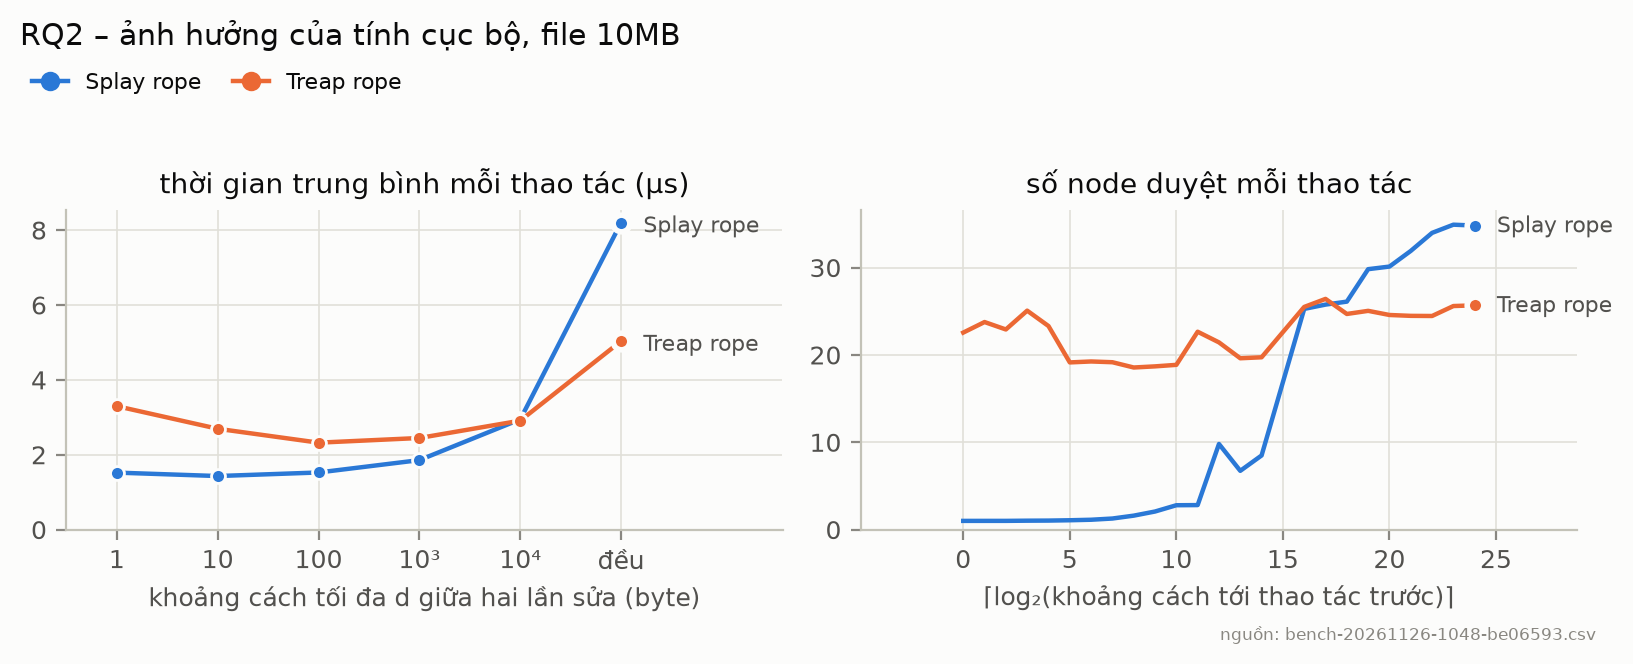 RQ2 – ảnh hưởng của tính cục bộ, file 10MB
Splay rope
Treap rope
thời gian trung bình mỗi thao tác (µs)
8
6
4
2
0
Splay rope
Treap rope
1 10 100 10³ 10⁴ đều
khoảng cách tối đa d giữa hai lần sửa (byte)
số node duyệt mỗi thao tác
30
20
10
0
Splay rope
Treap rope
0 5 10 15 20 25
⌈log₂(khoảng cách tới thao tác trước)⌉
nguồn: bench-20261126-1048-be06593.csv